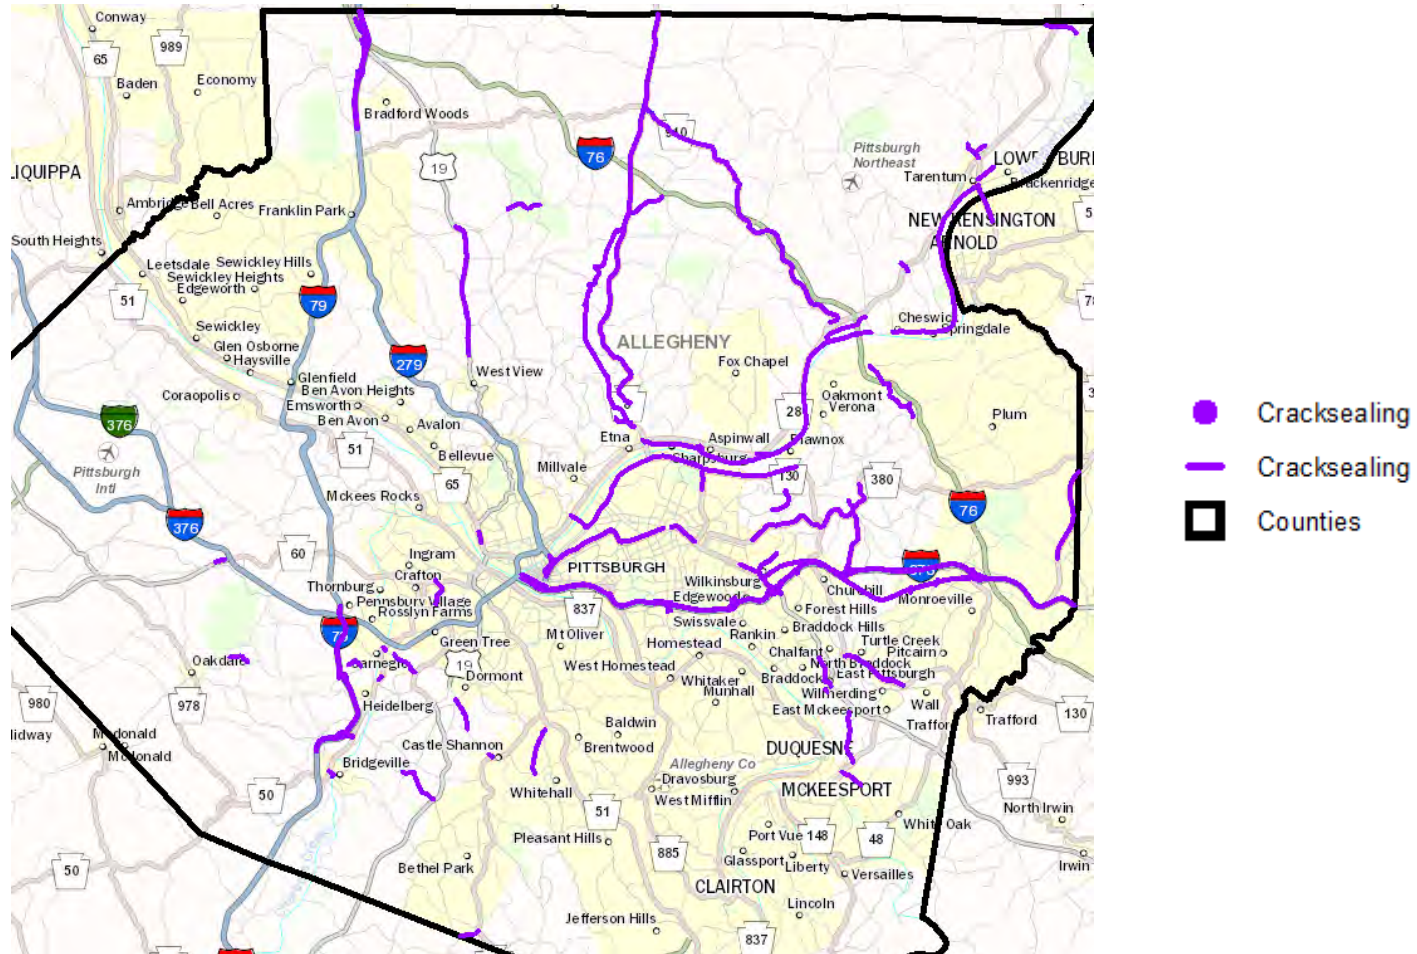 Conway
989
65
Baden
Economy
Bradford Woods
19
76
910
Pittsburgh
Northeast
Tarentum
LIQUIPPA
Ambridge
Bell Acres
Franklin Park
Brackenridge
NEW KENSINGTON
ARNOLD
South Heights
Leetsdale
Sewickley Hills
Sewickley Heights
Edgeworth
51
79
Sewickley
Glen Osborne
Haysville
279
ALLEGHENY
Cheswick
Springdale
Fox Chapel
West View
Glenfield
Ben Avon Heights
Coraopolis
Emsworth
Ben Avon
Avalon
Bellevue
376
Pittsburgh
Intl
51
65
Oakmont
Verona
28
Plum
Etna
Aspinwall
Sharpsburg
Blawnox
Millvale
130
380
76
Mckees Rocks
376
60
Ingram
Crafton
Thornburg
Pennsbury Village
Rosslyn Farms
PITTSBURGH
Wilkinsburg
Edgewood
Churchill
Monroeville
837
Swissvale
Forest Hills
Rankin
Braddock Hills
Mt Oliver
Homestead
Turtle Creek
Chalfant
Pitcairn
Green Tree
19
Dormont
West Homestead
North Braddock
Braddock
East Pittsburgh
Whitaker
Munhall
Wilmerding
Wall
East Mckeesport
Trafford
Oakdale
Carnegie
Heidelberg
980
978
Midway
Mcdonald
Mcdonald
Baldwin
Brentwood
Castle Shannon
DUQUESNE
130
Bridgeville
Allegheny Co
Dravosburg
West Mifflin
MCKEESPORT
993
50
Whitehall
51
North Irwin
White Oak
Pleasant Hills
Port Vue
148
48
885
Glassport
Liberty
Versailles
Irwin
50
Bethel Park
CLAIRTON
Lincoln
Jefferson Hills
837
Cracksealing
Cracksealing
Counties